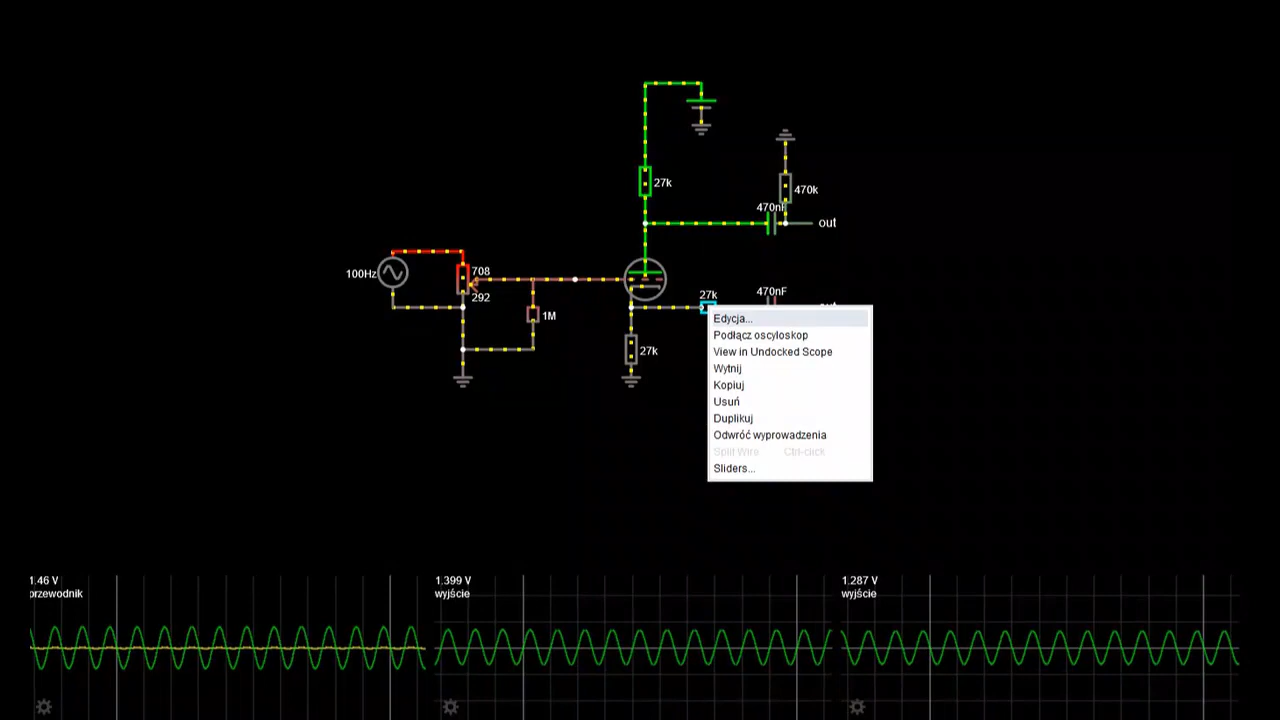 27k
470k
470nF
out
100Hz
708
292
1M
27k
470nF
27k
Edycja...
Podłącz oscyloskop
View in Undocked Scope
Wytnij
Kopiuj
Usuń
Duplikuj
Odwróć wyprowadzenia
Split Wire Ctrl-click
Sliders...
1.46 V
przewodnik
1.399 V
wyjście
1.287 V
wyjście